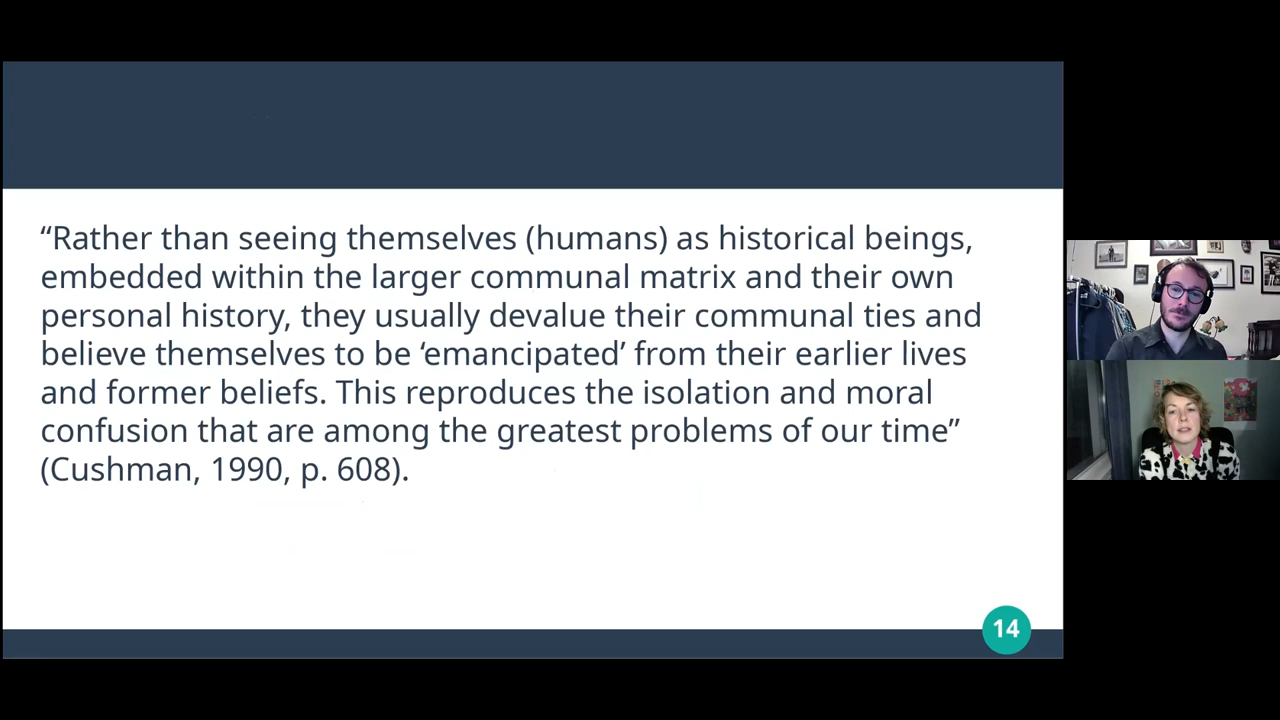 “Rather than seeing themselves (humans) as historical beings,
embedded within the larger communal matrix and their own
personal history, they usually devalue their communal ties and
believe themselves to be ‘emancipated’ from their earlier lives
and former beliefs. This reproduces the isolation and moral
confusion that are among the greatest problems of our time”
(Cushman, 1990, p. 608).
14